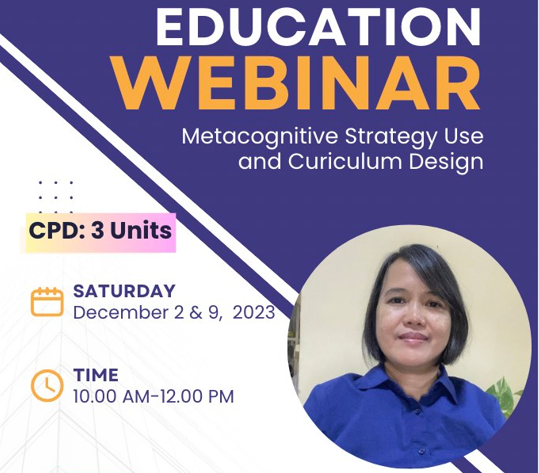 EDUCATION
WEBINAR
Metacognitive Strategy Use
and Curiculum Design
CPD: 3 Units
SATURDAY
December 2 & 9, 2023
TIME
10.00 AM-12.00 PM